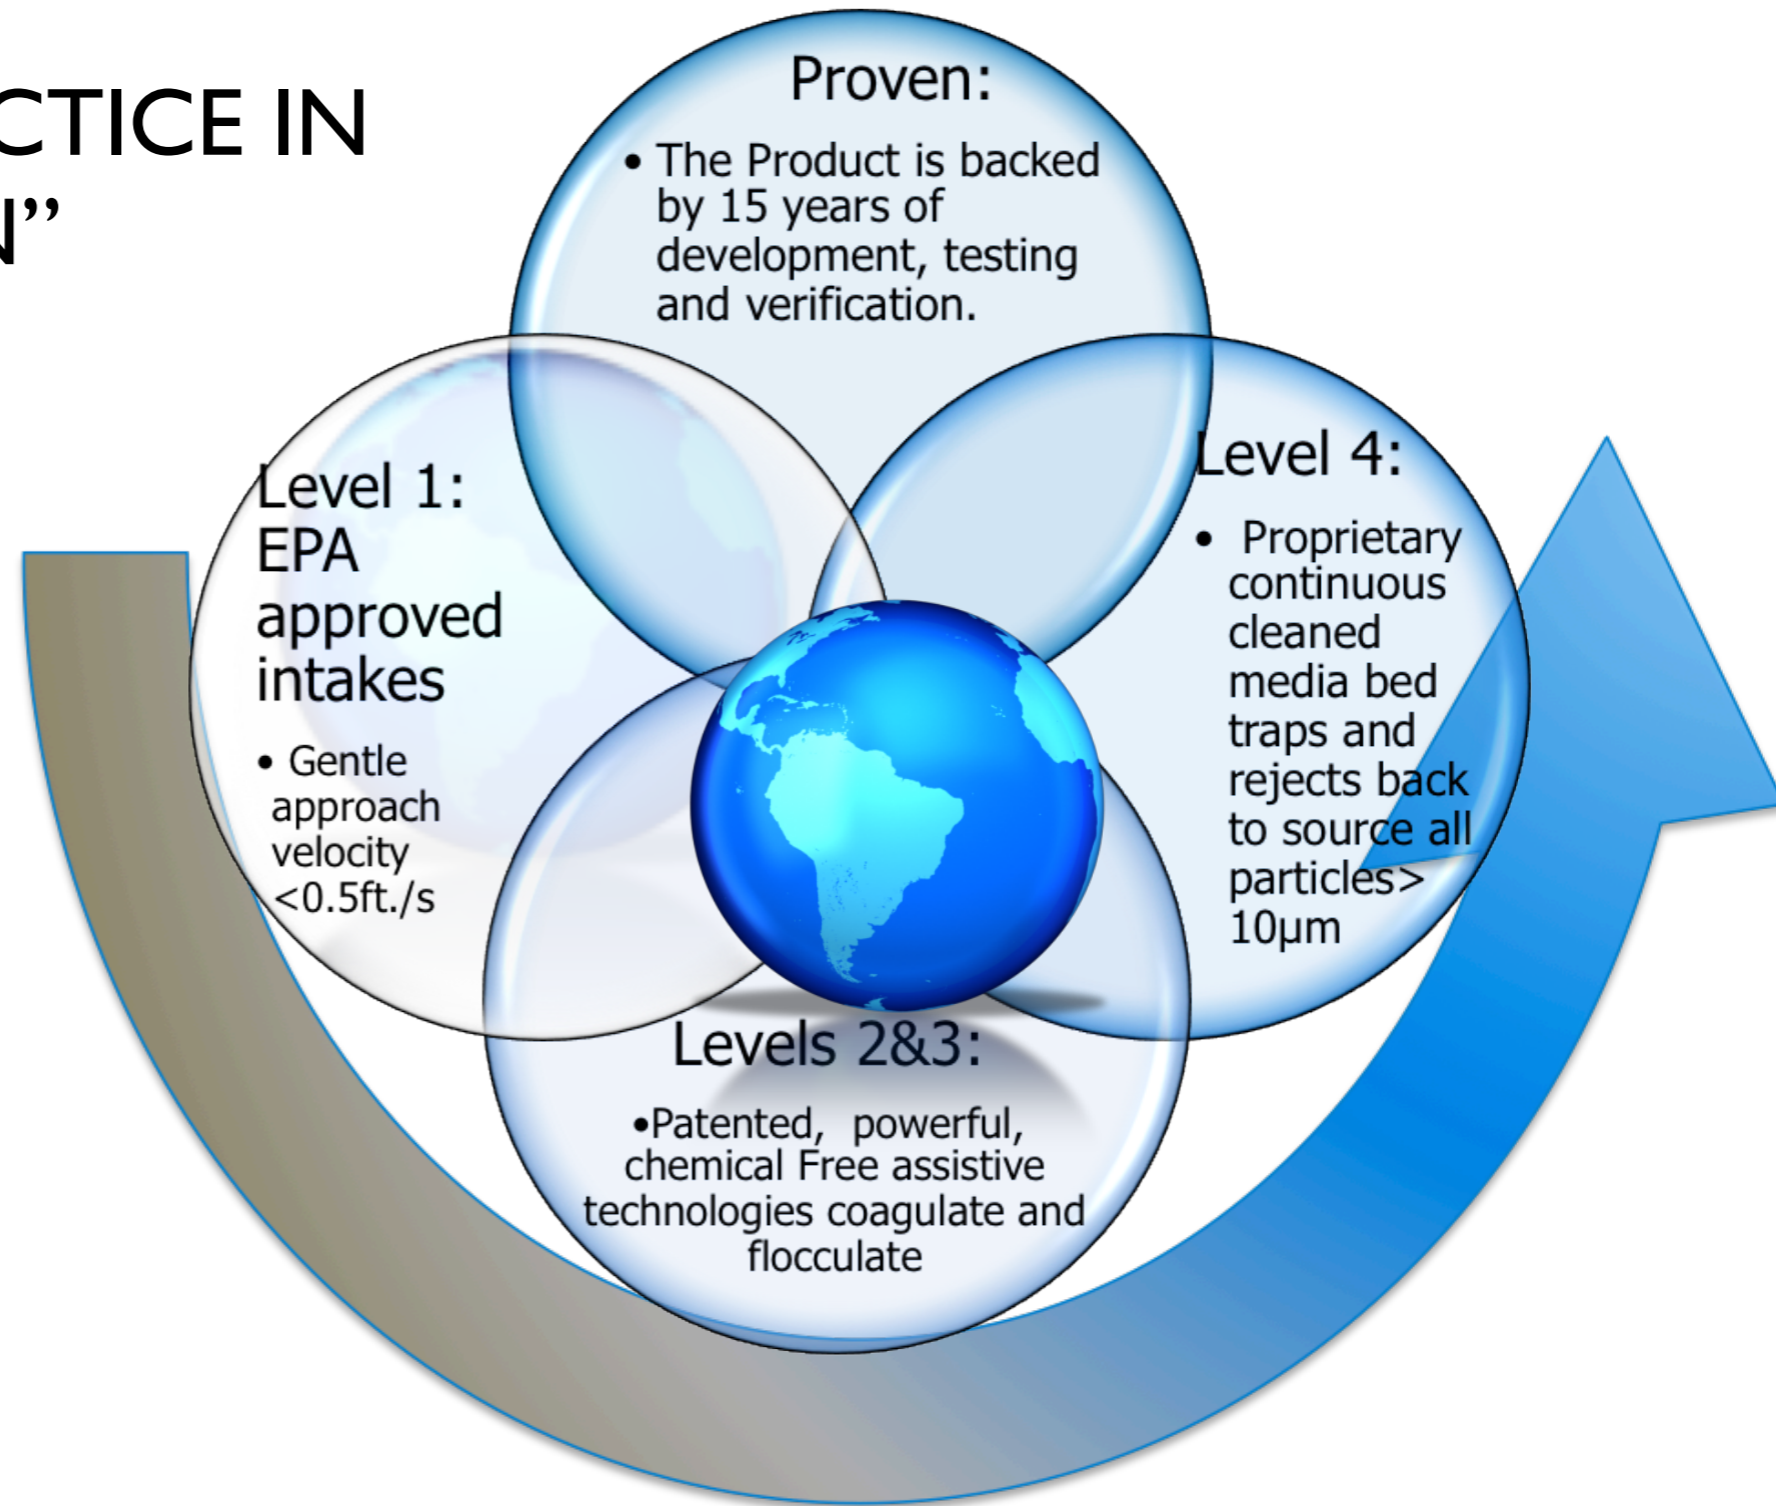 CTICE IN
N”
Proven:
• The Product is backed
by 15 years of
development, testing
and verification.
Level 1:
EPA
approved
intakes
• Gentle
approach
velocity
<0.5ft./s
Level 4:
• Proprietary
continuous
cleaned
media bed
traps and
rejects back
to source all
particles>
10µm
Levels 2&3:
•Patented, powerful,
chemical Free assistive
technologies coagulate and
flocculate